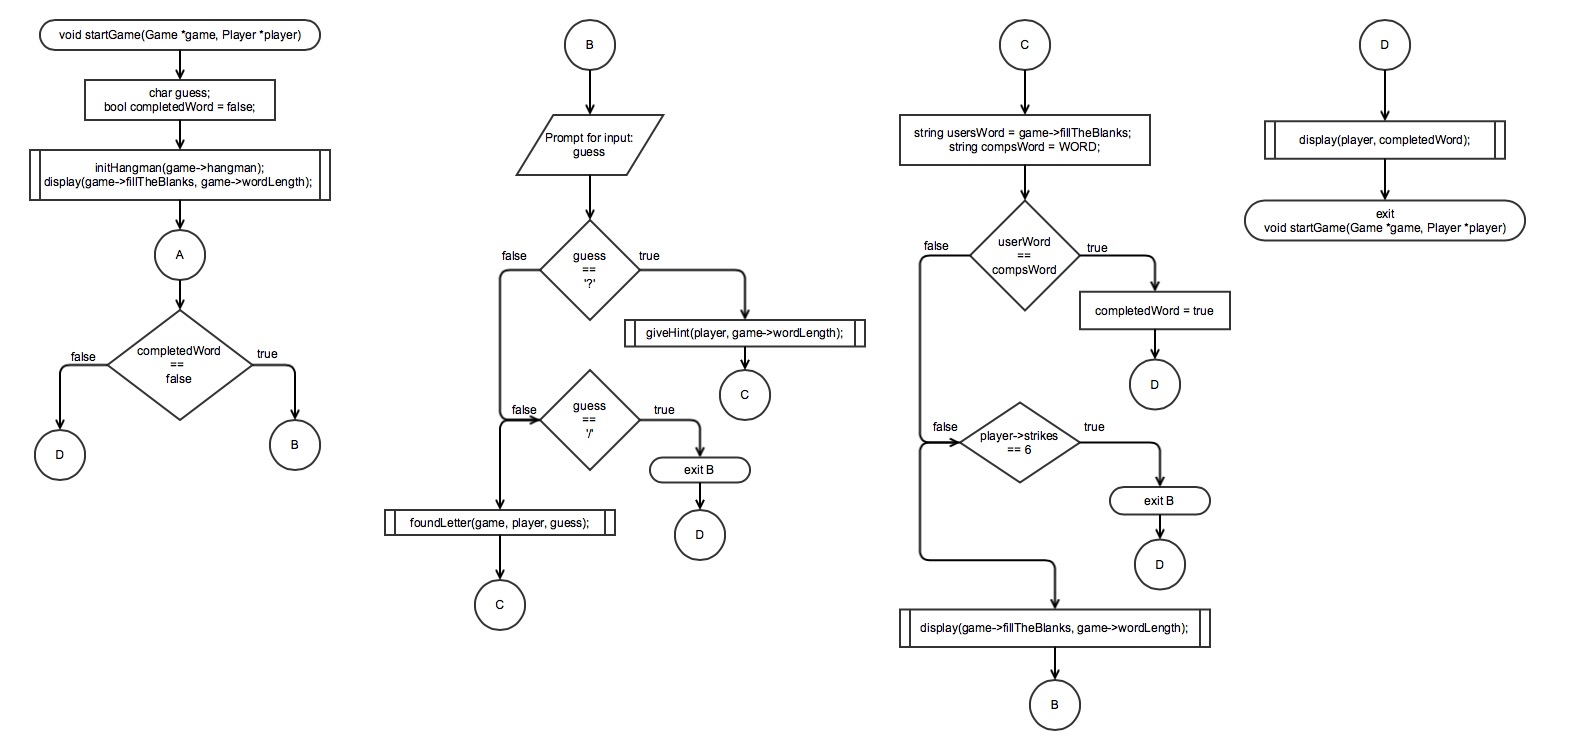 void startGame(Game *game, Player *player)
char guess;
bool completedWord = false;
initHangman(game->hangman);
display(game->fillTheBlanks, game->wordLength);
A
completedWord
==
false
false
true
D
B
B
Prompt for input:
guess
guess
==
'?'
false
true
giveHint(player, game->wordLength);
C
guess
==
'/'
false
true
exit B
D
foundLetter(game, player, guess);
C
C
string usersWord = game->fillTheBlanks;
string compsWord = WORD;
userWord
==
compsWord
false
true
completedWord = true
D
player->strikes
== 6
false
true
exit B
D
display(game->fillTheBlanks, game->wordLength);
B
D
display(player, completedWord);
exit
void startGame(Game *game, Player *player)